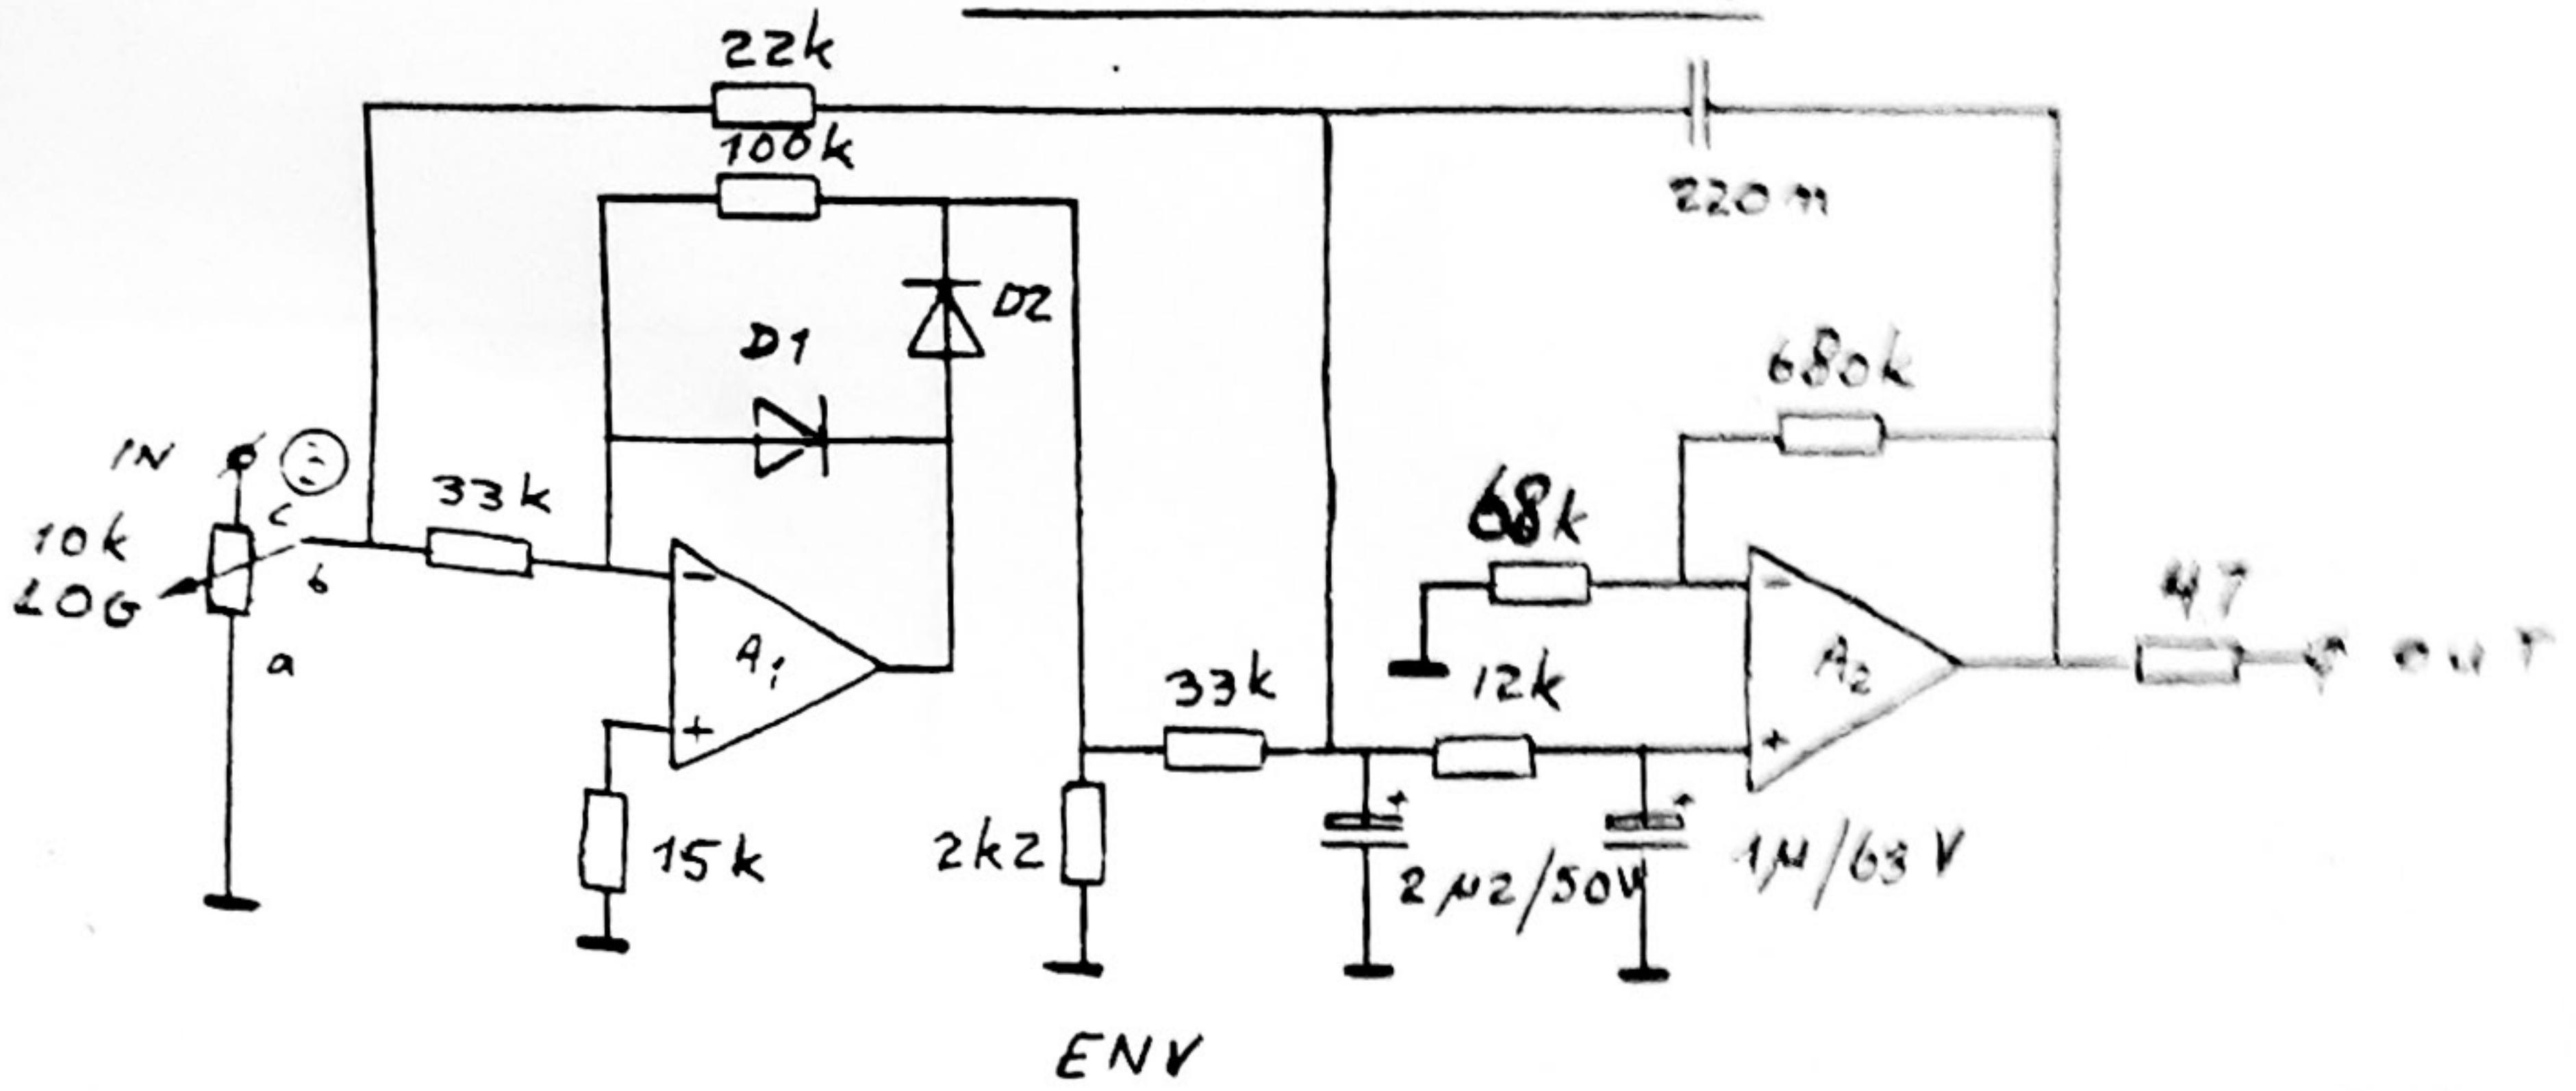 22k
100k
220n
D2
D1
680k
IN
c
33k
68k
10k
LOG
b
-
-
47
a
A1
A2
OUT
33k
12k
+
+
15k
2k2
+
2µ2/50V
+
1µ/63V
ENV